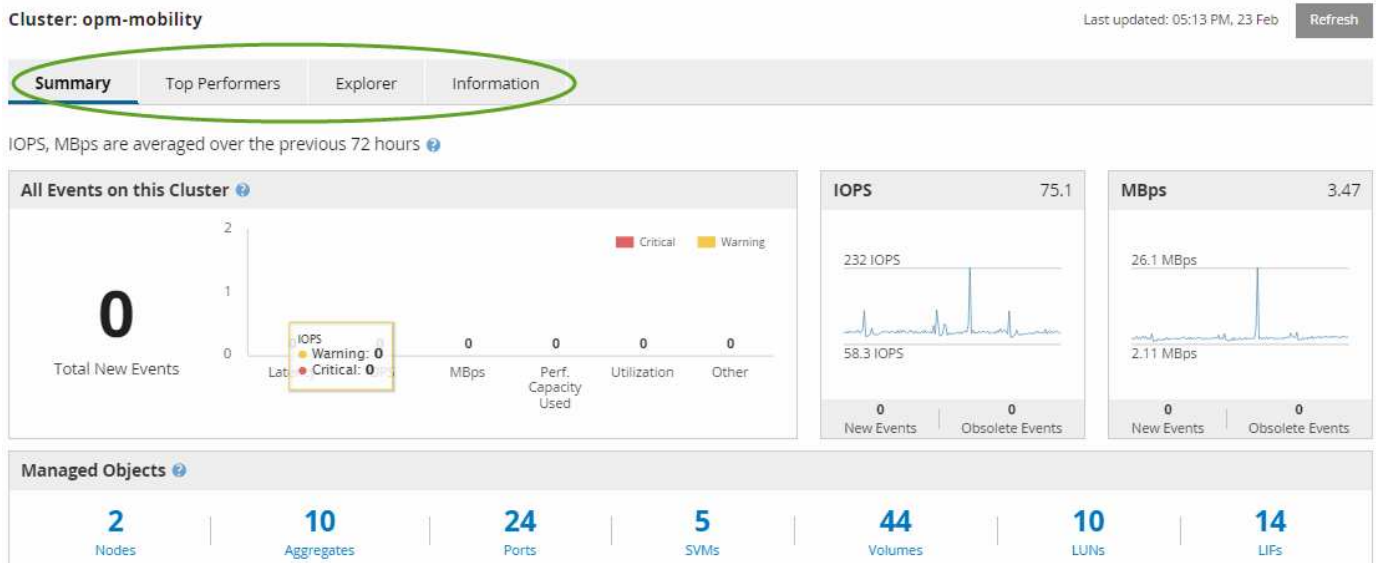 Cluster: opm-mobility
Last updated: 05:13 PM, 23 Feb
Refresh
Summary
Top Performers
Explorer
Information
IOPS, MBps are averaged over the previous 72 hours
All Events on this Cluster
0
Total New Events
2
1
0
Critical
Warning
IOPS
Warning: 0
Critical: 0
0
0
0
0
MBps
Perf.
Capacity
Used
Utilization
Other
IOPS
75.1
232 IOPS
58.3 IOPS
0
New Events
0
Obsolete Events
MBps
3.47
26.1 MBps
2.11 MBps
0
New Events
0
Obsolete Events
Managed Objects
2
Nodes
10
Aggregates
24
Ports
5
SVMs
44
Volumes
10
LUNs
14
LIFs